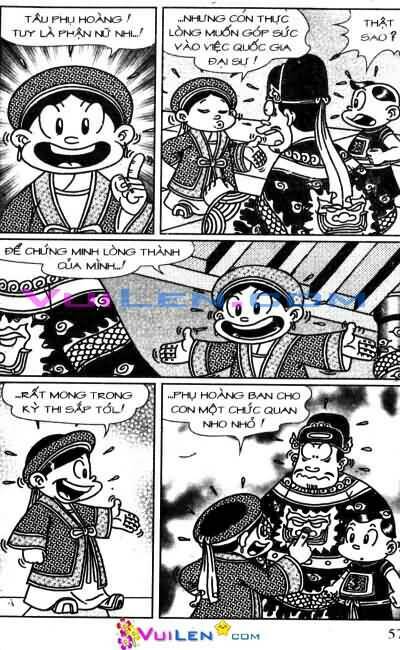 TÂU PHỤ HOÀNG!
TUY LÀ PHẬN NỮ NHI...!
...NHƯNG CON THỰC
LÒNG MUỐN GÓP SỨC
VÀO VIỆC QUỐC GIA
ĐẠI SỰ!
THẬT
SAO?
ĐỂ CHỨNG MINH LÒNG THÀNH
CỦA MÌNH...!
VUILEN.COM
...RẤT MONG TRONG
KỲ THI SẮP TỚI..!
...PHỤ HOÀNG BAN CHO
CON MỘT CHỨC QUAN
NHO NHỎ!
57
VUILEN.COM